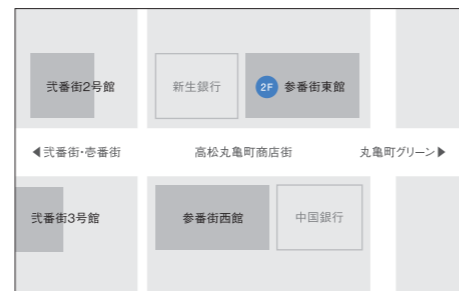 弐番街2号館
新生銀行
2F 参番街東館
◀弐番街・壱番街
高松丸亀町商店街
丸亀町グリーン▶
弐番街3号館
参番街西館
中国銀行